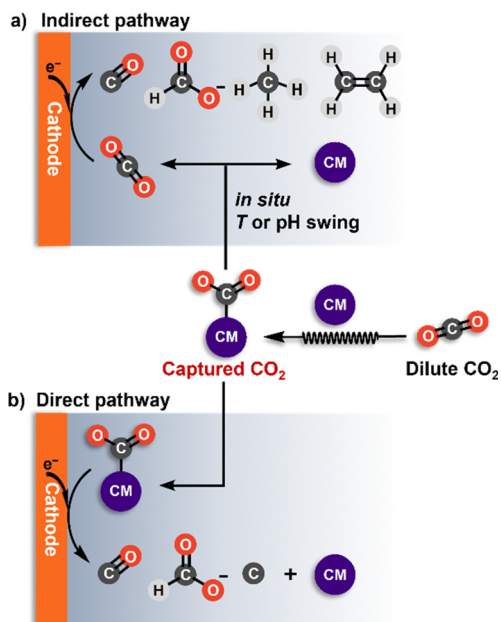 a) Indirect pathway
e⁻
Cathode
C O
H C O O −
H C H H H
H H C C H H
O C O
CM
in situ
T or pH swing
O C O
CM
CM
O C O
Captured CO₂
Dilute CO₂
b) Direct pathway
e⁻
Cathode
O C O
CM
C O
H C O O −
C
+
CM